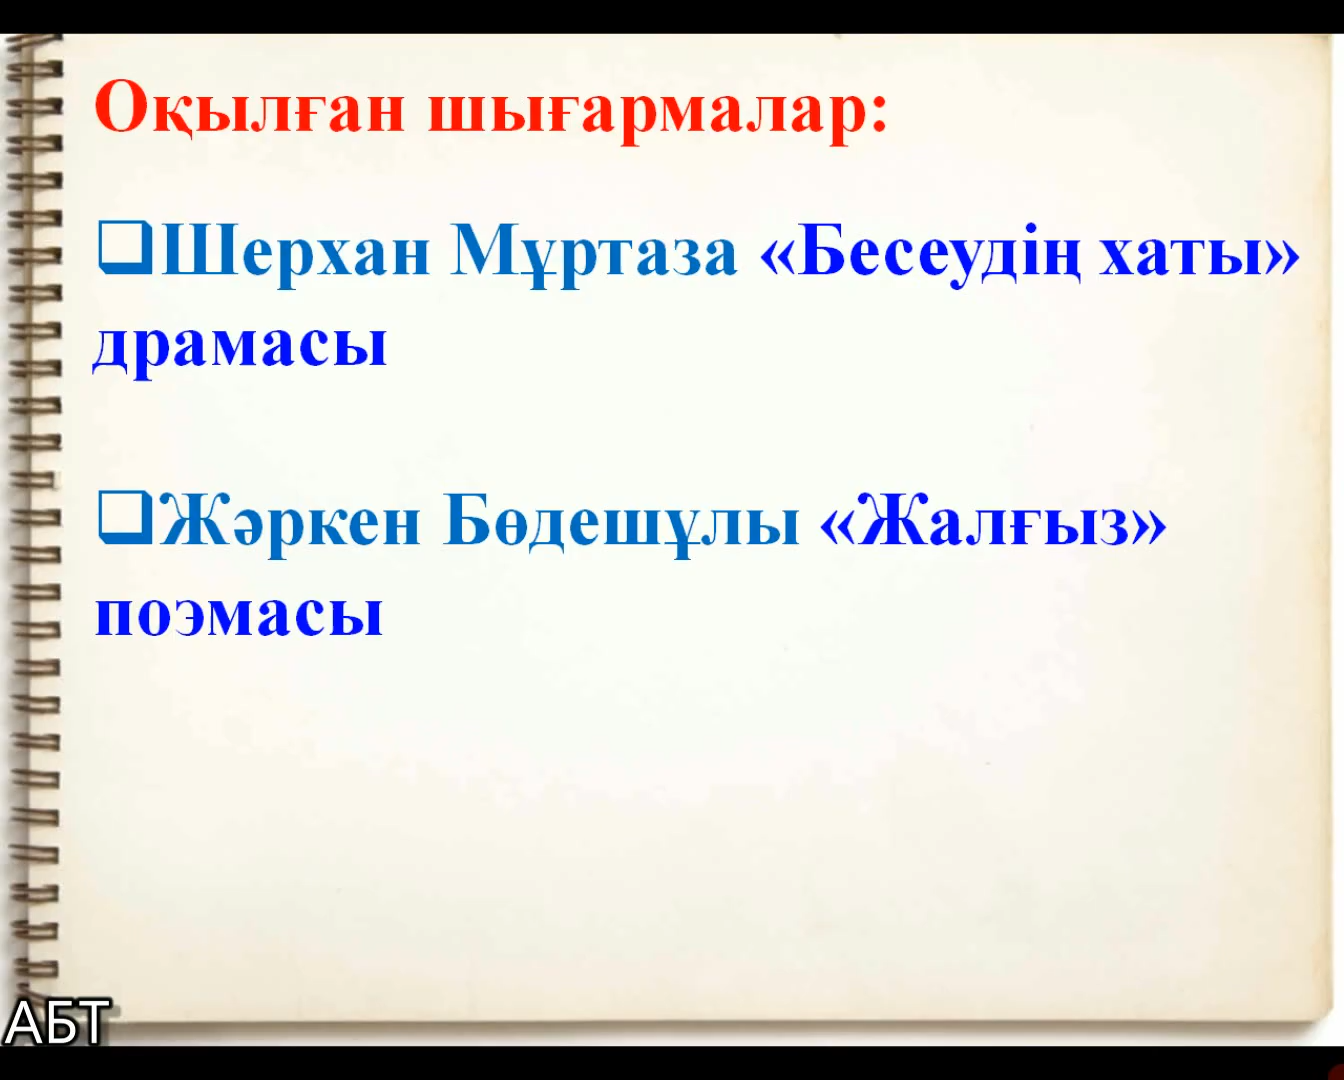 Оқылған шығармалар:
❑Шерхан Мұртаза «Бесеудің хаты»
драмасы
❑Жәркен Бөдешұлы «Жалғыз»
поэмасы
АБТ